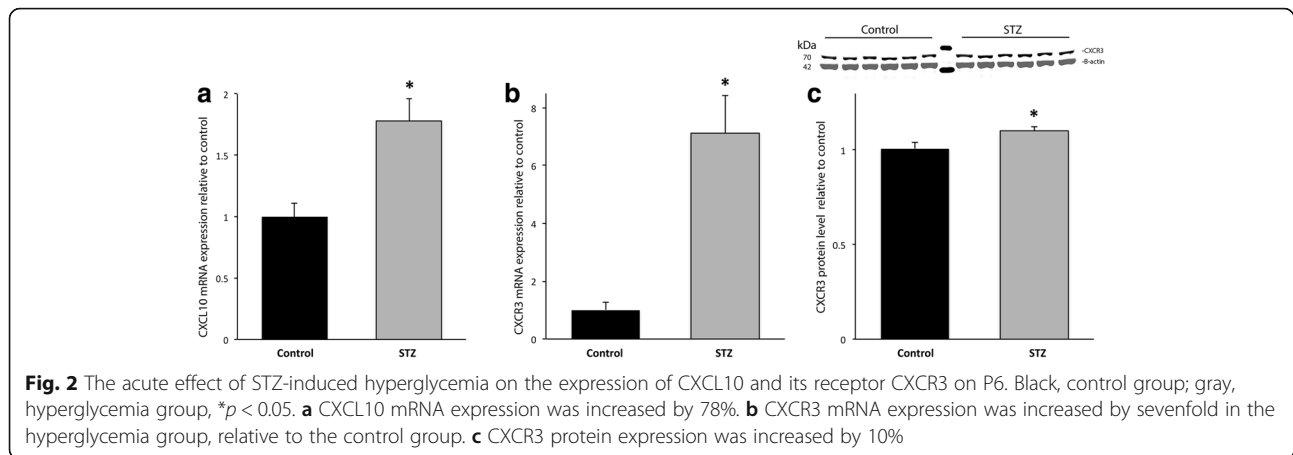 Control STZ
kDa
70 -CXCR3
42 -B-actin
a
CXCL10 mRNA expression relative to control
2
1.5
1
0.5
0
*
Control STZ
b
CXCR3 mRNA expression relative to control
8
6
4
2
0
*
Control STZ
c
CXCR3 protein level relative to control
1
0.5
0
*
Control STZ
Fig. 2 The acute effect of STZ-induced hyperglycemia on the expression of CXCL10 and its receptor CXCR3 on P6. Black, control group; gray,
hyperglycemia group, *p < 0.05. a CXCL10 mRNA expression was increased by 78%. b CXCR3 mRNA expression was increased by sevenfold in the
hyperglycemia group, relative to the control group. c CXCR3 protein expression was increased by 10%